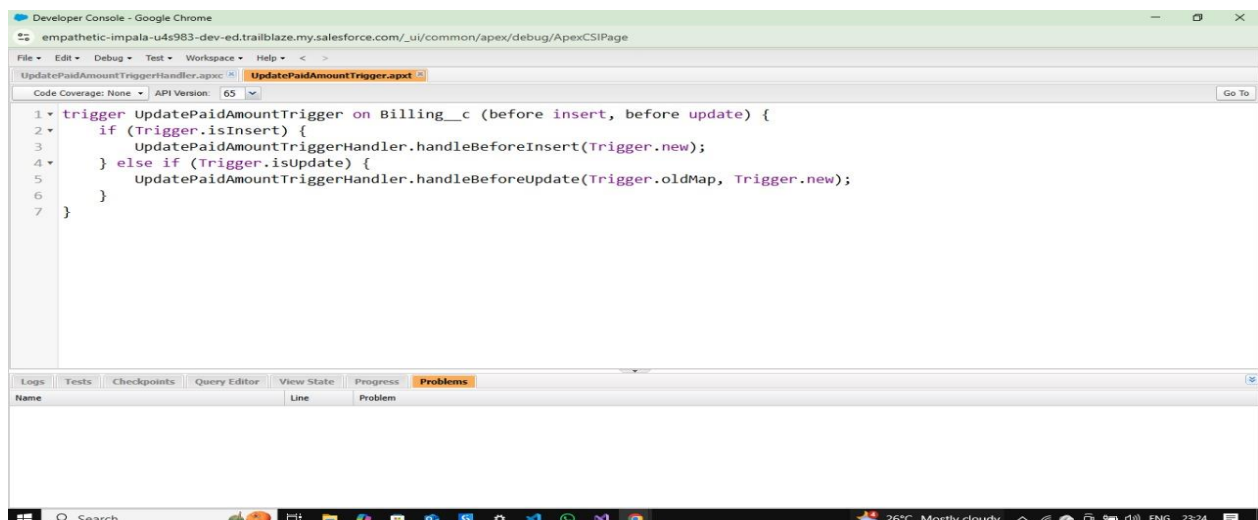 Developer Console - Google Chrome
empathetic-impala-u4s983-dev-ed.trailblaze.my.salesforce.com/_ui/common/apex/debug/ApexCSIPage
File Edit Debug Test Workspace Help < >
UpdatePaidAmountTriggerHandler.apxc UpdatePaidAmountTrigger.apxt
Code Coverage: None API Version: 65 Go To
1 trigger UpdatePaidAmountTrigger on Billing__c (before insert, before update) {
2 if (Trigger.isInsert) {
3 UpdatePaidAmountTriggerHandler.handleBeforeInsert(Trigger.new);
4 } else if (Trigger.isUpdate) {
5 UpdatePaidAmountTriggerHandler.handleBeforeUpdate(Trigger.oldMap, Trigger.new);
6 }
7 }
Logs Tests Checkpoints Query Editor View State Progress Problems
Name Line Problem
Search 26°C Mostly cloudy ENG 23:24